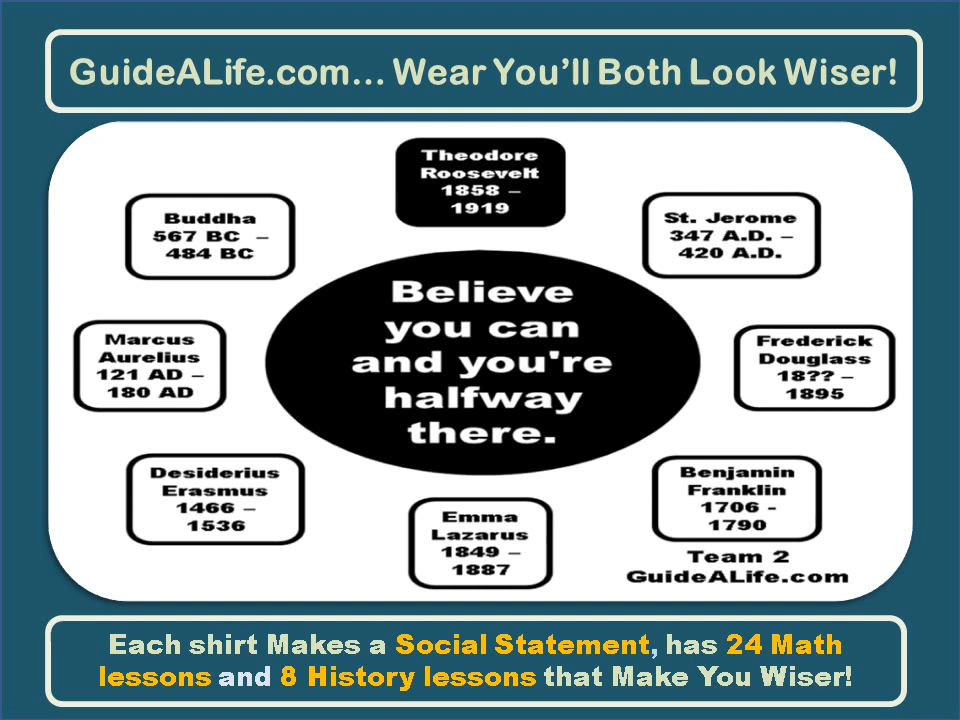 GuideALife.com... Wear You'll Both Look Wiser!
Theodore
Roosevelt
1858 –
1919
Buddha
567 BC –
484 BC
St. Jerome
347 A.D. –
420 A.D.
Believe
you can
and you're
halfway
there.
Marcus
Aurelius
121 AD –
180 AD
Frederick
Douglass
18?? –
1895
Desiderius
Erasmus
1466 –
1536
Emma
Lazarus
1849 –
1887
Benjamin
Franklin
1706 -
1790
Team 2
GuideALife.com
Each shirt Makes a Social Statement, has 24 Math
lessons and 8 History lessons that Make You Wiser!